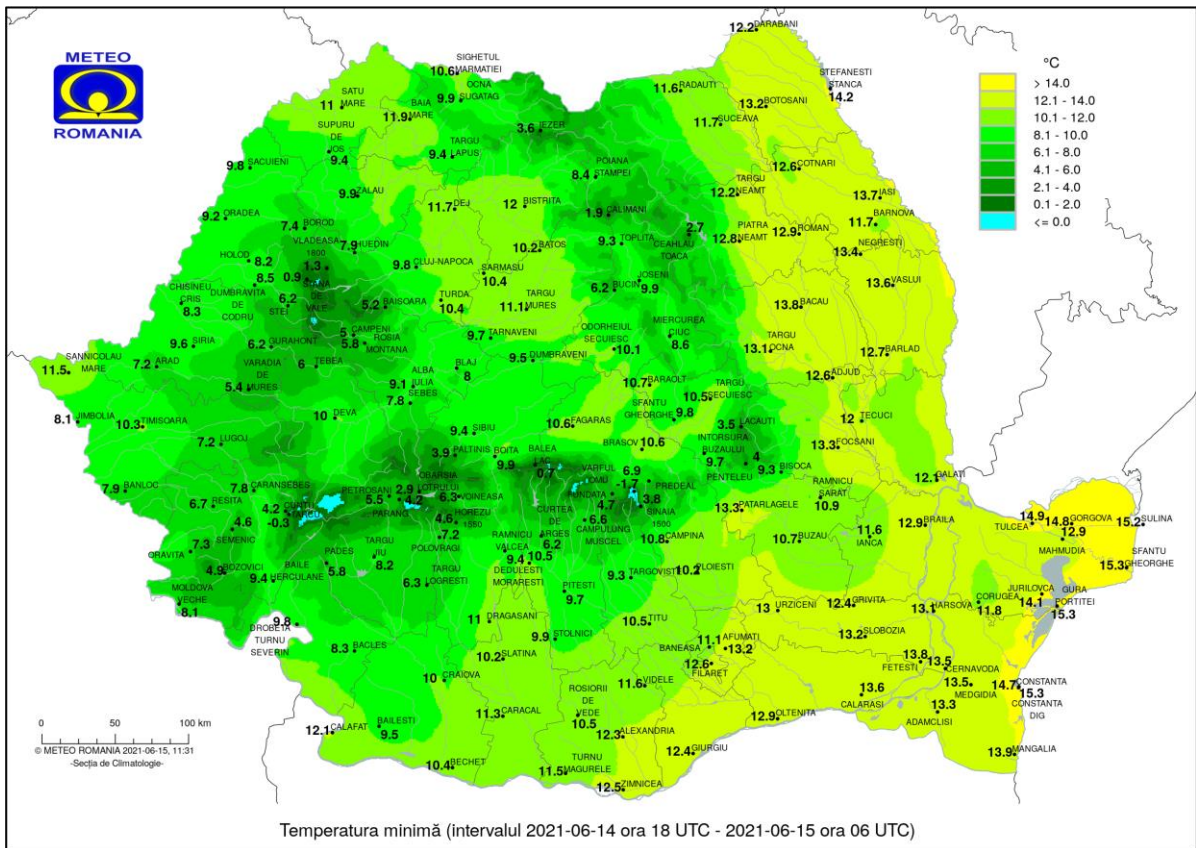 METEO
ROMANIA
DARABANI
12.2
SIGHETUL
MARMATIEI
10.6
OCNA
SUGATAG
9.9
RADAUTI
11.6
STEFANESTI
STANCA
14.2
°C
> 14.0
12.1 - 14.0
10.1 - 12.0
8.1 - 10.0
6.1 - 8.0
4.1 - 6.0
2.1 - 4.0
0.1 - 2.0
<= 0.0
SATU
MARE
11
BAIA
MARE
11.9
BOTOSANI
13.2
SUCEAVA
11.7
IEZER
3.6
SUPURU
DE
JOS
9.4
TARGU
LAPUS
9.4
POIANA
STAMPEI
8.4
COTNARI
12.6
SACUIENI
9.8
ZALAU
9.9
TARGU
NEAMT
12.2
IASI
13.7
DEJ
11.7
BISTRITA
12
CALIMANI
1.9
BARNOVA
11.7
ORADEA
9.2
BOROD
7.4
2.7
CEAHLAU
TOACA
PIATRA
NEAMT
12.8
ROMAN
12.9
NEGRESTI
13.4
VLADEASA
1800
1.3
HUEDIN
7.9
BATOS
10.2
TOPLITA
9.3
HOLOD
8.2
CLUJ-NAPOCA
9.8
SARMASU
10.4
JOSENI
9.9
BUCIN
6.2
VASLUI
13.6
8.5
DUMBRAVITA
DE
CODRU
0.9
STANA
DE
VALE
6.2
STEI
BAISOARA
5.2
TURDA
10.4
TARGU
MURES
11.1
BACAU
13.8
CHISINEU
CRIS
8.3
CAMPENI
5
ROSIA
MONTANA
5.8
TARNAVENI
9.7
ODORHEIUL
SECUIESC
10.1
MIERCUREA
CIUC
8.6
TARGU
OCNA
13.1
BARLAD
12.7
SIRIA
9.6
GURAHONT
6.2
SANNICOLAU
MARE
11.5
ARAD
7.2
VARADIA
DE
MURES
5.4
TEBEA
6
ALBA
IULIA
9.1
SEBES
7.8
BLAJ
8
DUMBRAVENI
9.5
ADJUD
12.6
BARAOLT
10.7
TARGU
SECUIESC
10.5
JIMBOLIA
8.1
TIMISOARA
10.3
DEVA
10
FAGARAS
10.6
SFANTU
GHEORGHE
9.8
LACAUTI
3.5
TECUCI
12
LUGOJ
7.2
SIBIU
9.4
BRASOV
10.6
FOCSANI
13.3
PALTINIS
3.9
BOITA
9.9
BALEA
LAC
0.7
INTORSURA
BUZAULUI
9.7
4
PENTELEU
BISOCA
9.3
GALATI
12.1
BANLOC
7.9
CARANSEBES
7.8
RESITA
6.7
OBARSIA
LOTRULUI
2.9
VOINEASA
6.3
VARFUL
OMU
-1.7
6.9
PREDEAL
FUNDATA
4.7
3.8
SINAIA
1500
RAMNICU
SARAT
10.9
PETROSANI
5.5
4.2
PARANG
CUNTU
4.2
TARCU
-0.3
HOREZU
1550
4.6
7.2
POLOVRAGI
CURTEA
DE
ARGES
6.2
CAMPULUNG
MUSCEL
6.6
PATARLAGELE
13.3
BRAILA
12.9
TULCEA
14.9
GORGOVA
14.8
SULINA
15.2
12.9
MAHMUDIA
SEMENIC
4.6
CAMPINA
10.8
BUZAU
10.7
IANCA
11.6
ORAVITA
7.3
BOZOVICI
4.9
BAILE
HERCULANE
9.4
PADES
5.8
TARGU
JIU
8.2
RAMNICU
VALCEA
9.4
10.5
DEDULESTI
MORARESTI
PLOIESTI
10.2
TARGOVISTE
9.3
SFANTU
GHEORGHE
15.3
MOLDOVA
VECHE
8.1
TARGU
LOGRESTI
6.3
PITESTI
9.7
JURILOVCA
14.1
GURA
PORTITEI
15.3
CORUGEA
11.8
9.8
DROBETA
TURNU
SEVERIN
DRAGASANI
11
TITU
10.5
URZICENI
13
GRIVITA
12.4
HARSOVA
13.1
BACLES
8.3
STOLNICI
9.9
SLATINA
10.2
BANEASA
11.1
AFUMATI
13.2
FILARET
12.6
SLOBOZIA
13.2
13.8
FETESTI
13.5
CERNAVODA
CRAIOVA
10
VIDELE
11.6
13.6
CALARASI
13.5
MEDGIDIA
14.7
CONSTANTA
15.3
CONSTANTA
DIG
CARACAL
11.3
ROSIORII
DE
VEDE
10.5
OLTENITA
12.9
13.3
ADAMCLISI
CALAFAT
12.1
BAILESTI
9.5
ALEXANDRIA
12.3
GIURGIU
12.4
MANGALIA
13.9
BECHET
10.4
TURNU
MAGURELE
11.5
ZIMNICEA
12.5
0 50 100 km
© METEO ROMANIA 2021-06-15, 11:31
-Secția de Climatologie-
Temperatura minimă (intervalul 2021-06-14 ora 18 UTC - 2021-06-15 ora 06 UTC)